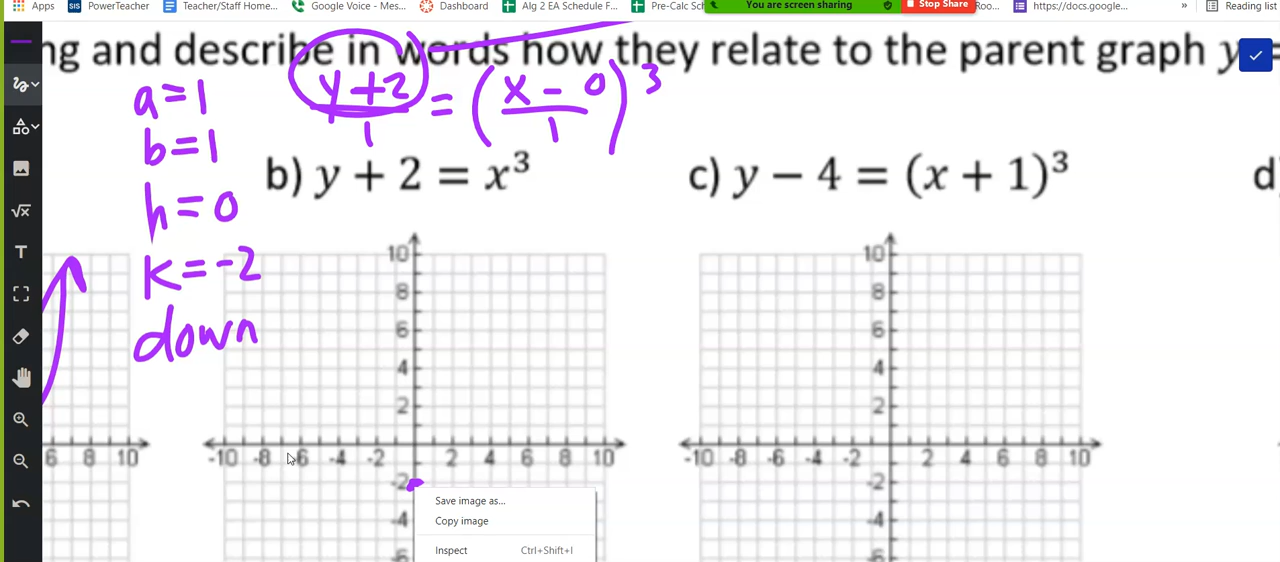 Apps
PowerTeacher
Teacher/Staff Home...
Google Voice - Mes...
Dashboard
Alg 2 EA Schedule F...
Pre-Calc Sch
You are screen sharing
Stop Share
Roo...
https://docs.google...
»
Reading list
ng and describe in words how they relate to the parent graph y =
a=1
y+2/1 = (x-0/1)³
b=1
b) y + 2 = x³
c) y − 4 = (x + 1)³
d
h=0
k=-2
down
10
8
6
4
2
-2
-4
-6
6 8 10
-10 -8 -6 -4 -2 2 4 6 8 10
10
8
6
4
2
-2
-4
-6
-10 -8 -6 -4 -2 2 4 6 8 10
Save image as...
Copy image
Inspect Ctrl+Shift+I
√x
T